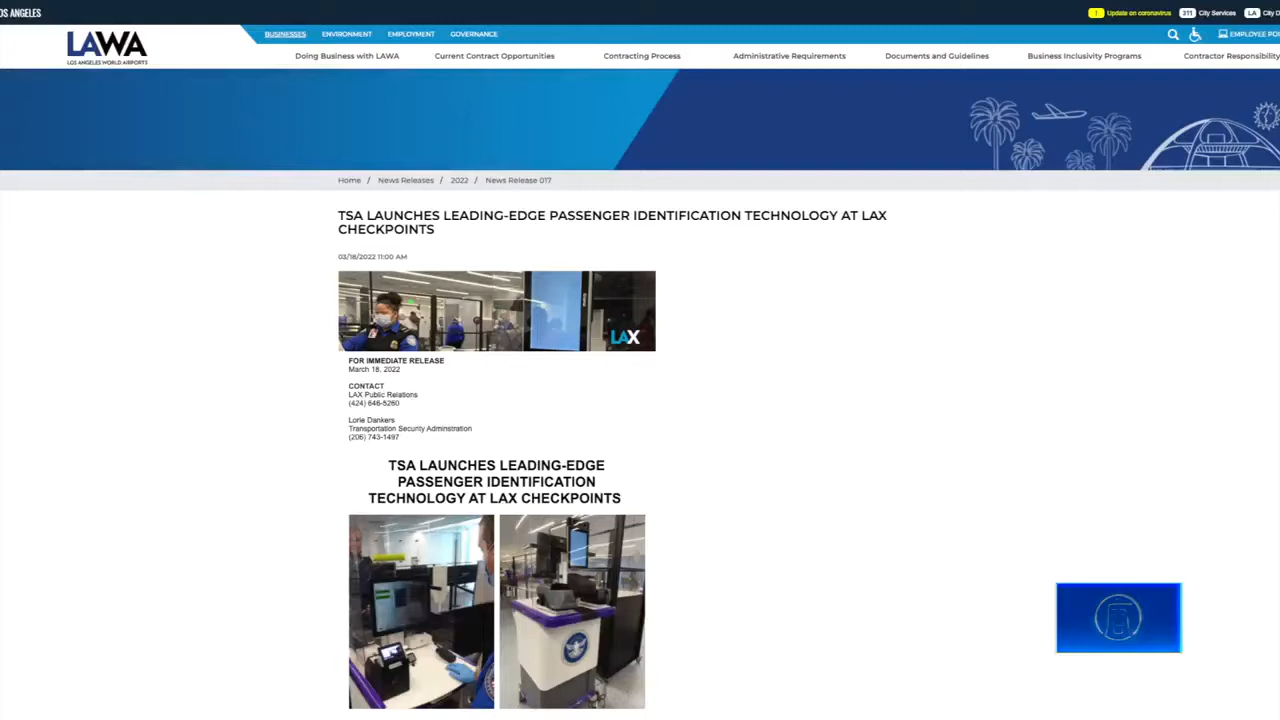 OS ANGELES
! Update on coronavirus 311 City Services LA City D
LAWA
LOS ANGELES WORLD AIRPORTS
BUSINESSES ENVIRONMENT EMPLOYMENT GOVERNANCE
EMPLOYEE POR
Doing Business with LAWA Current Contract Opportunities Contracting Process Administrative Requirements Documents and Guidelines Business Inclusivity Programs Contractor Responsibility
Home / News Releases / 2022 / News Release 017
TSA LAUNCHES LEADING-EDGE PASSENGER IDENTIFICATION TECHNOLOGY AT LAX
CHECKPOINTS
03/18/2022 11:00 AM
LAX
FOR IMMEDIATE RELEASE
March 18, 2022
CONTACT
LAX Public Relations
(424) 646-5260
Lorie Dankers
Transportation Security Adminstration
(206) 743-1497
TSA LAUNCHES LEADING-EDGE
PASSENGER IDENTIFICATION
TECHNOLOGY AT LAX CHECKPOINTS